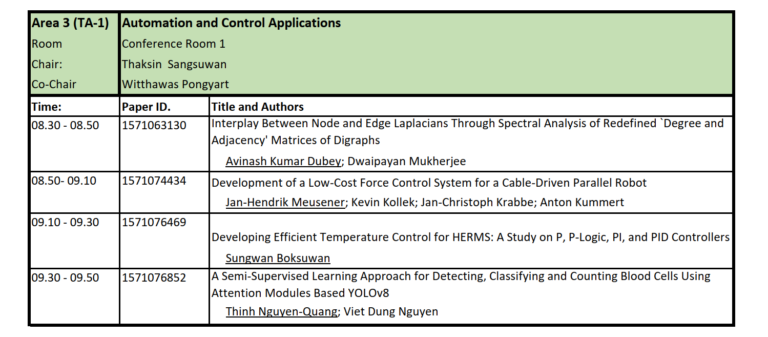 Area 3 (TA-1) Automation and Control Applications
Room Conference Room 1
Chair: Thaksin Sangsuwan
Co-Chair Witthawas Pongyart
Time: Paper ID. Title and Authors
08.30 - 08.50 1571063130 Interplay Between Node and Edge Laplacians Through Spectral Analysis of Redefined `Degree and
Adjacency' Matrices of Digraphs
Avinash Kumar Dubey; Dwaipayan Mukherjee
08.50- 09.10 1571074434 Development of a Low-Cost Force Control System for a Cable-Driven Parallel Robot
Jan-Hendrik Meusener; Kevin Kollek; Jan-Christoph Krabbe; Anton Kummert
09.10 - 09.30 1571076469
Developing Efficient Temperature Control for HERMS: A Study on P, P-Logic, PI, and PID Controllers
Sungwan Boksuwan
09.30 - 09.50 1571076852 A Semi-Supervised Learning Approach for Detecting, Classifying and Counting Blood Cells Using
Attention Modules Based YOLOv8
Thinh Nguyen-Quang; Viet Dung Nguyen